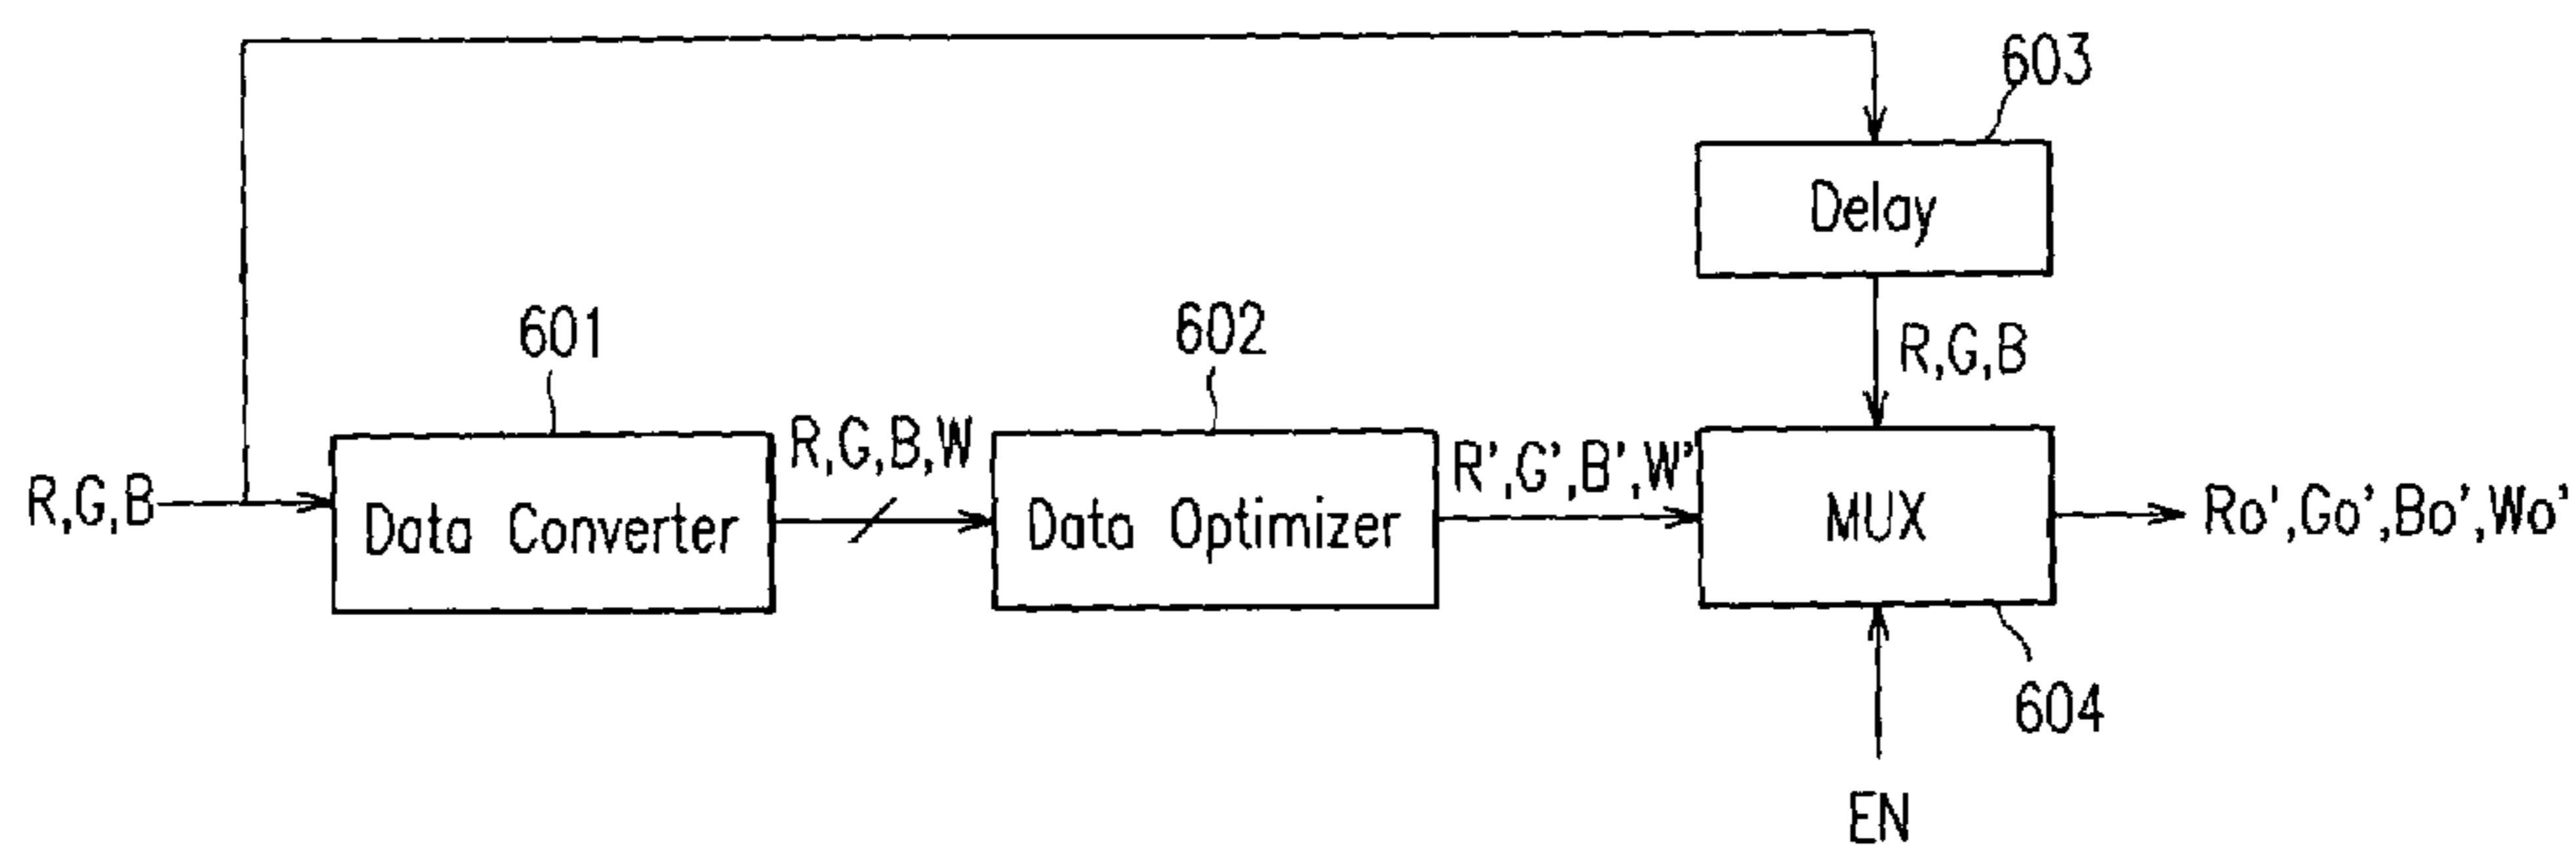 603
Delay
601
602
R,G,B
R,G,B,W
R',G',B',W'
R,G,B
Data Converter
Data Optimizer
MUX
Ro',Go',Bo',Wo'
604
EN